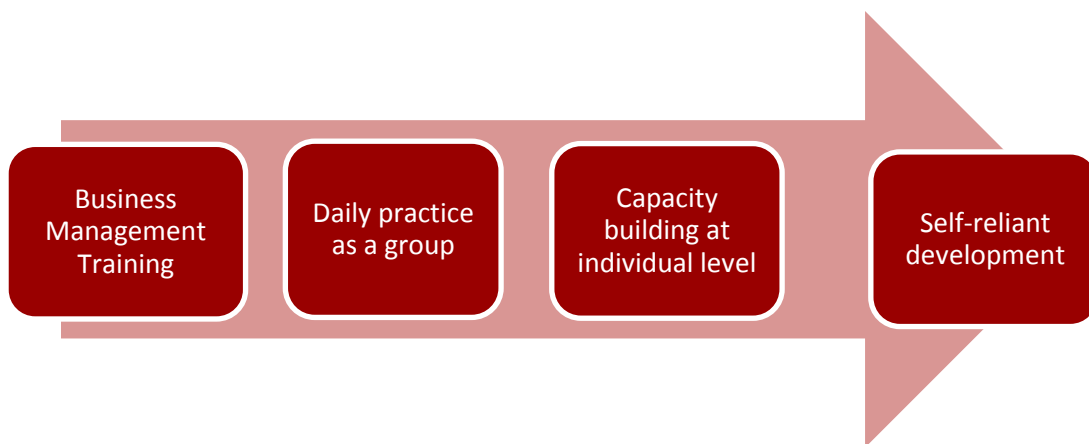 Business
Management
Training
Daily practice
as a group
Capacity
building at
individual level
Self-reliant
development